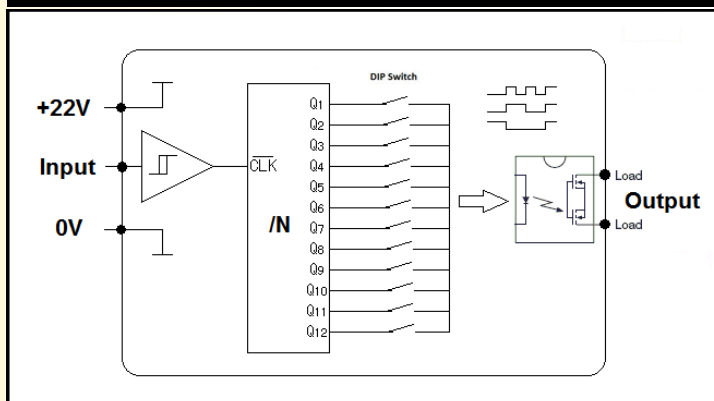 DIP Switch
+22V
Input
0V
CLK
/N
Q1
Q2
Q3
Q4
Q5
Q6
Q7
Q8
Q9
Q10
Q11
Q12
Load
Output
Load